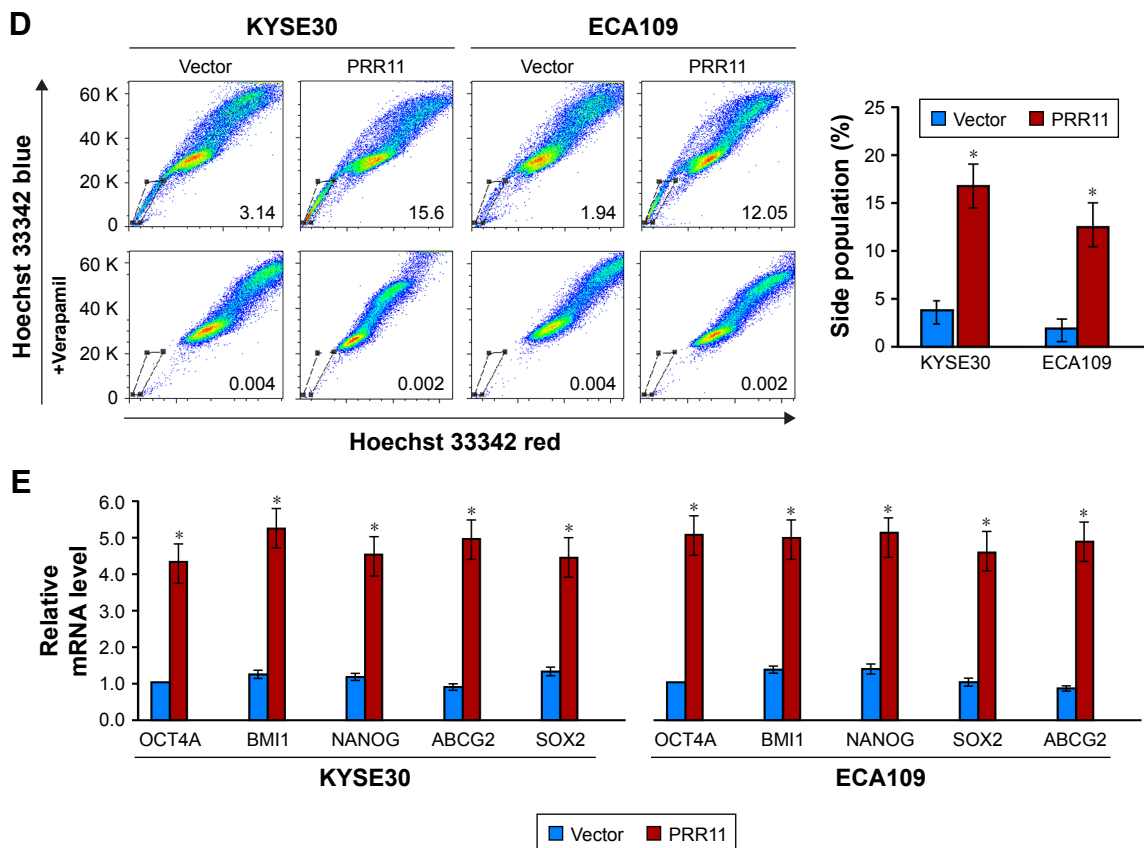 D
KYSE30
ECA109
Vector
PRR11
Vector
PRR11
Hoechst 33342 blue
60 K
40 K
20 K
0
3.14
15.6
1.94
12.05
+Verapamil
60 K
40 K
20 K
0
0.004
0.002
0.004
0.002
Hoechst 33342 red
Side population (%)
25
20
15
10
5
0
Vector
PRR11
*
*
KYSE30
ECA109
E
Relative
mRNA level
6.0
5.0
4.0
3.0
2.0
1.0
0.0
* * * * * * * * * *
OCT4A BMI1 NANOG ABCG2 SOX2
OCT4A BMI1 NANOG SOX2 ABCG2
KYSE30
ECA109
Vector
PRR11